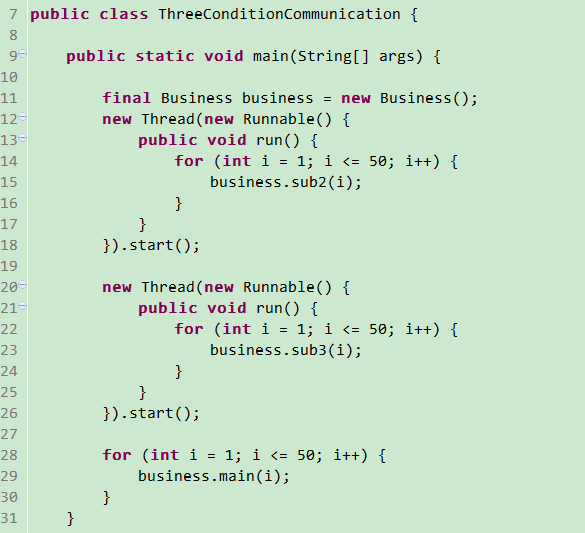 7 public class ThreeConditionCommunication {
8
9     public static void main(String[] args) {
10
11         final Business business = new Business();
12         new Thread(new Runnable() {
13             public void run() {
14                 for (int i = 1; i <= 50; i++) {
15                     business.sub2(i);
16                 }
17             }
18         }).start();
19
20         new Thread(new Runnable() {
21             public void run() {
22                 for (int i = 1; i <= 50; i++) {
23                     business.sub3(i);
24                 }
25             }
26         }).start();
27
28         for (int i = 1; i <= 50; i++) {
29             business.main(i);
30         }
31     }